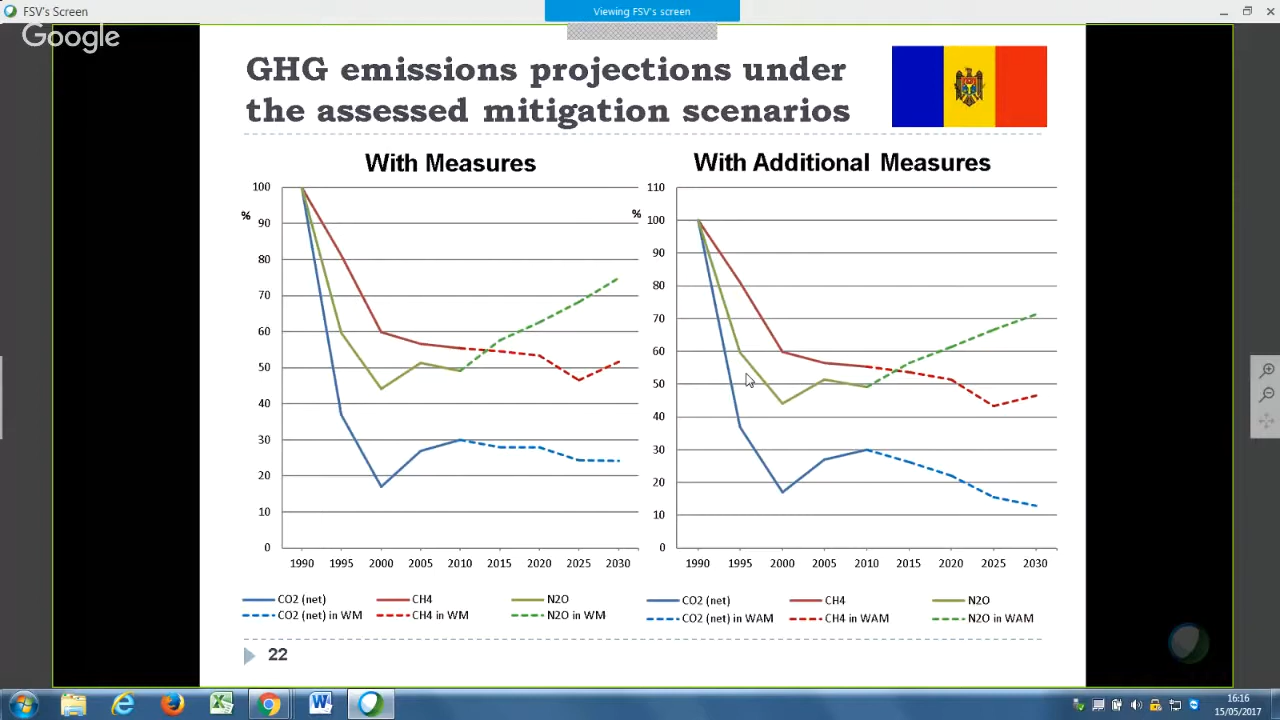 FSV's Screen
Viewing FSV's screen
Google
GHG emissions projections under
the assessed mitigation scenarios
With Measures
%
100
90
80
70
60
50
40
30
20
10
0
1990 1995 2000 2005 2010 2015 2020 2025 2030
CO2 (net) CH4 N2O
CO2 (net) in WM CH4 in WM N2O in WM
With Additional Measures
%
110
100
90
80
70
60
50
40
30
20
10
0
1990 1995 2000 2005 2010 2015 2020 2025 2030
CO2 (net) CH4 N2O
CO2 (net) in WAM CH4 in WAM N2O in WAM
22
16:16
15/05/2017